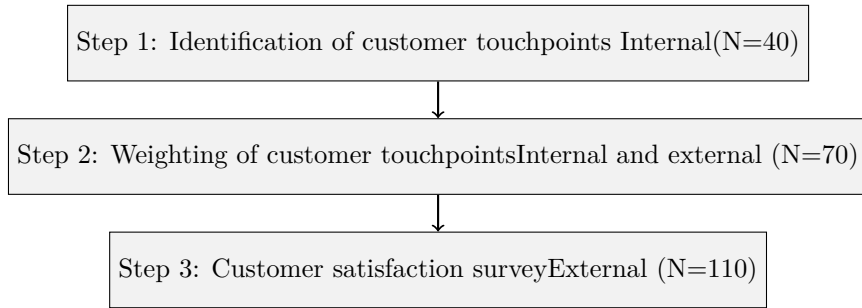 Step 1: Identification of customer touchpoints Internal(N=40)
Step 2: Weighting of customer touchpointsInternal and external (N=70)
Step 3: Customer satisfaction surveyExternal (N=110)